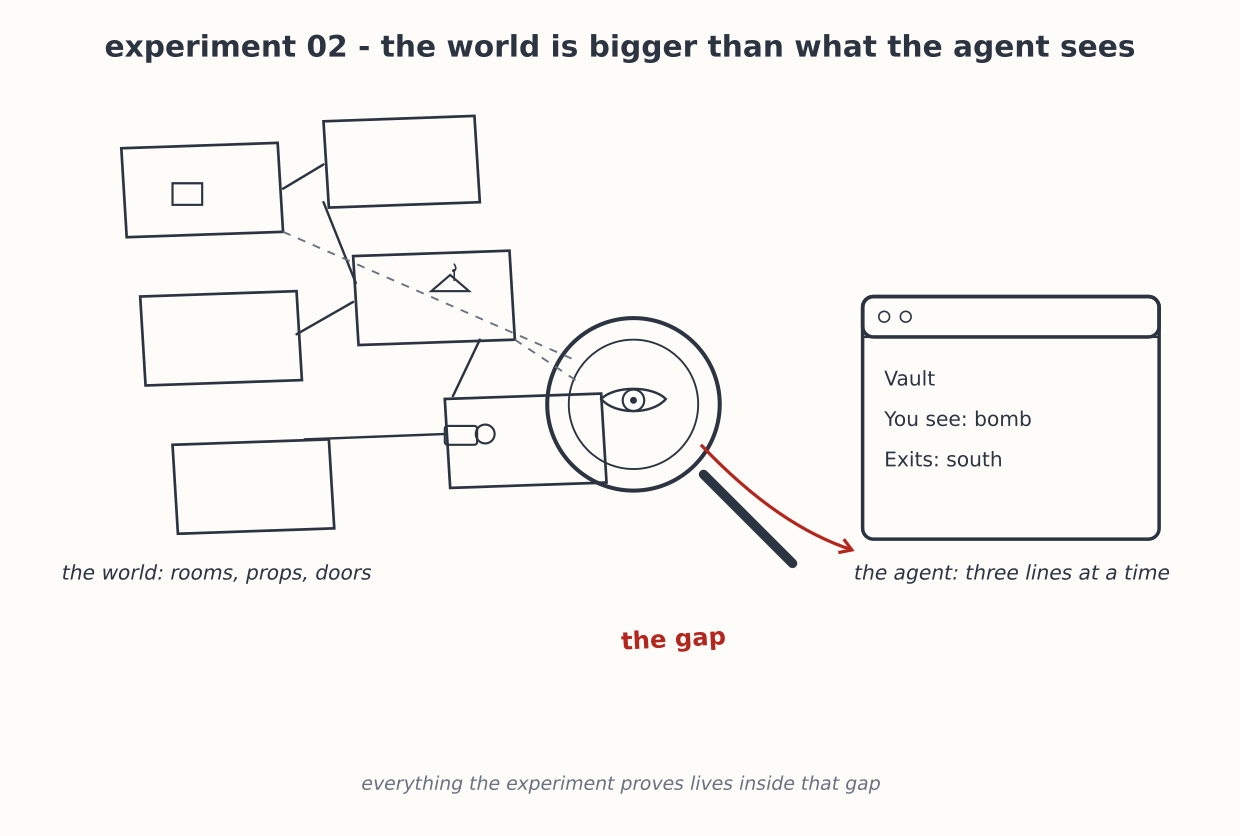 experiment 02 - the world is bigger than what the agent sees
Vault
You see: bomb
Exits: south
the world: rooms, props, doors
the agent: three lines at a time
the gap
everything the experiment proves lives inside that gap